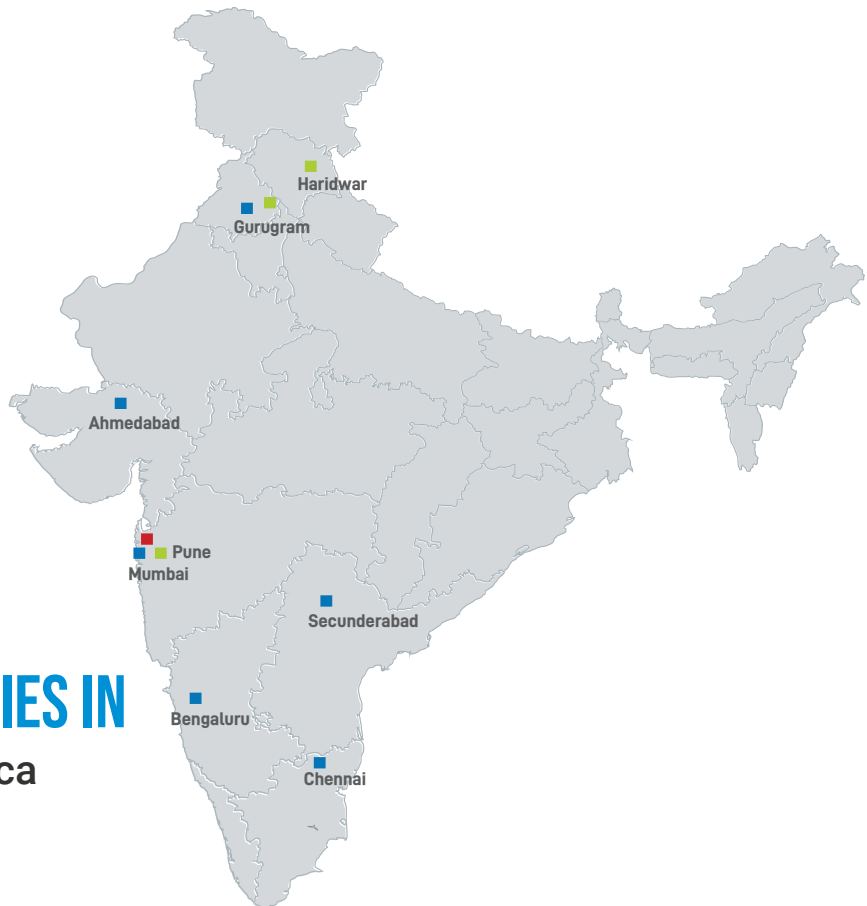 Haridwar
Gurugram
Ahmedabad
Pune
Mumbai
Secunderabad
IES IN
Bengaluru
ca
Chennai